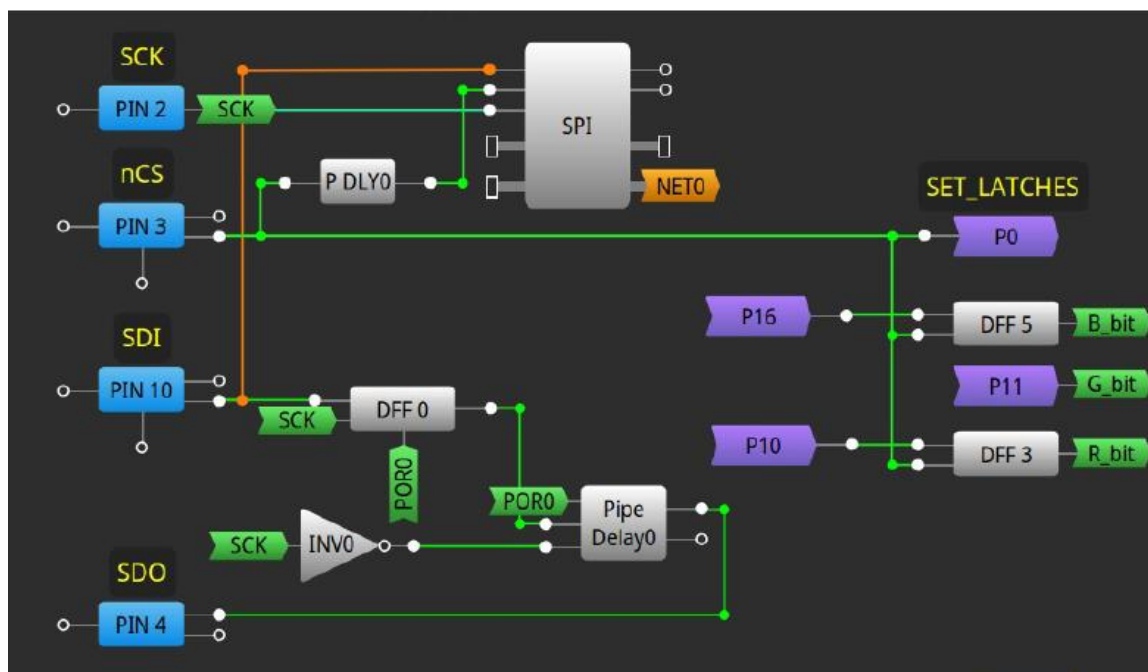 SCK
PIN 2
SCK
SPI
nCS
P DLY0
NET0
PIN 3
SET_LATCHES
P0
P16
DFF 5
B_bit
SDI
PIN 10
P11
G_bit
SCK
DFF 0
P10
DFF 3
R_bit
POR0
POR0
Pipe
Delay0
SCK
INV0
SDO
PIN 4